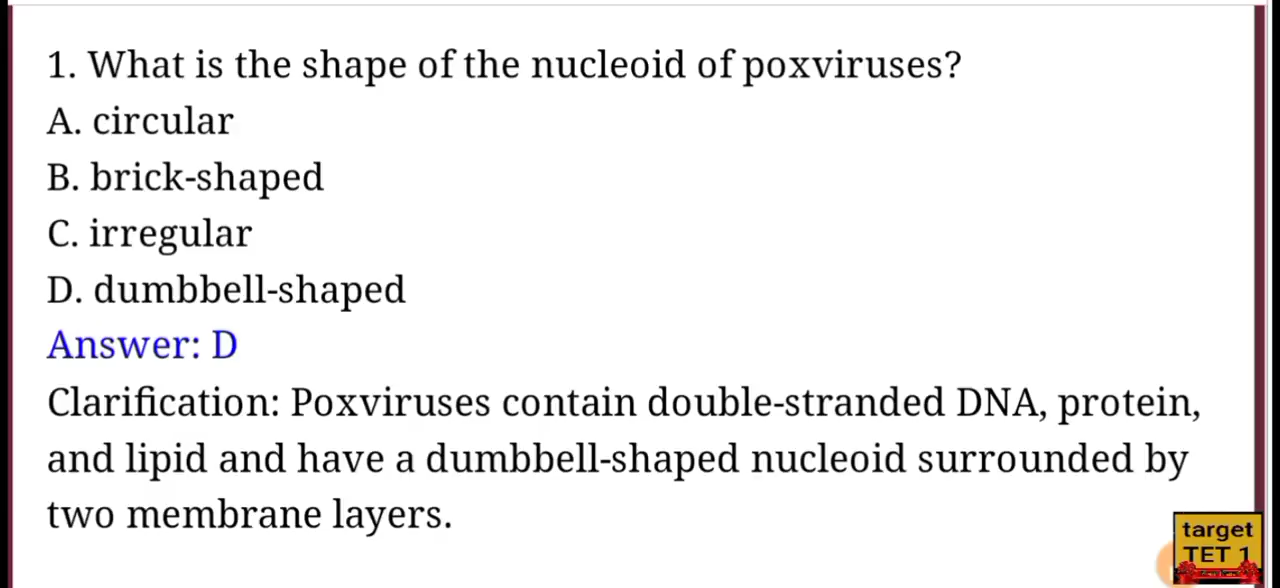 1. What is the shape of the nucleoid of poxviruses?
A. circular
B. brick-shaped
C. irregular
D. dumbbell-shaped
Answer: D
Clarification: Poxviruses contain double-stranded DNA, protein,
and lipid and have a dumbbell-shaped nucleoid surrounded by
two membrane layers.
target
TET 1